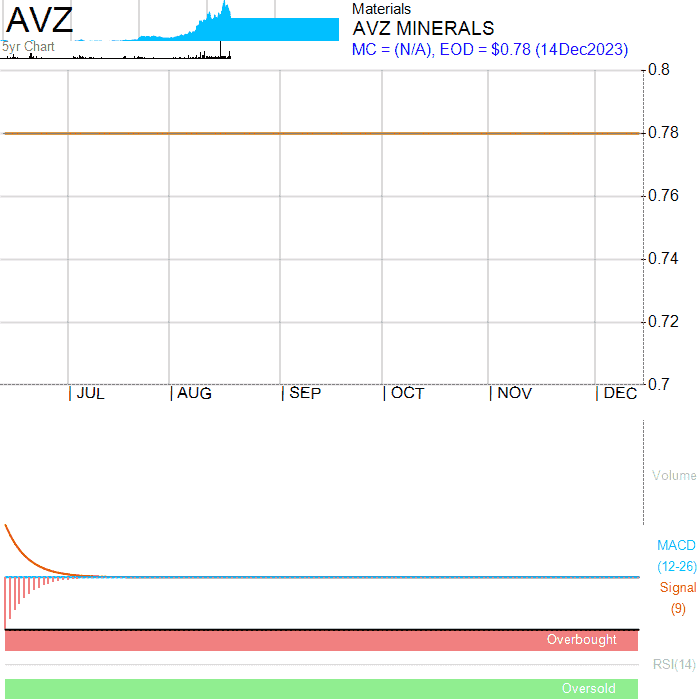 AVZ
5yr Chart
Materials
AVZ MINERALS
MC = (N/A), EOD = $0.78 (14Dec2023)
0.8
0.78
0.76
0.74
0.72
0.7
JUL AUG SEP OCT NOV DEC
Volume
MACD
(12-26)
Signal
(9)
Overbought
RSI(14)
Oversold